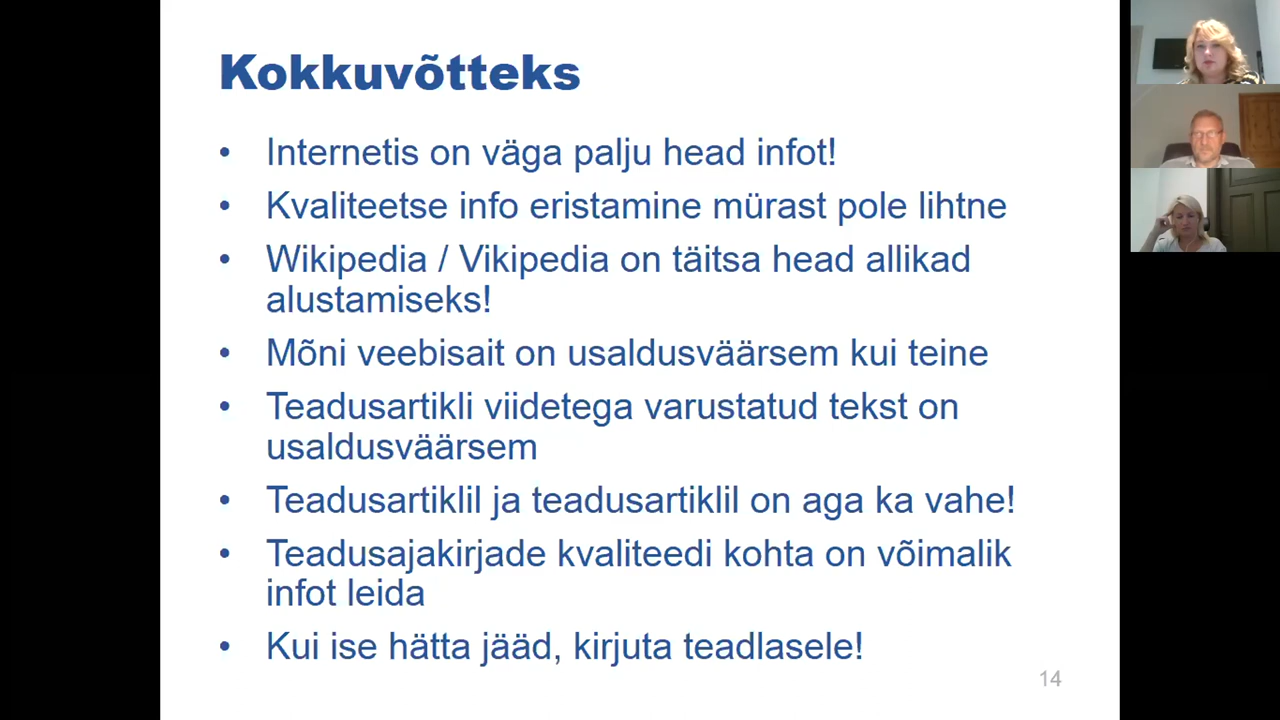 Kokkuvõtteks
• Internetis on väga palju head infot!
• Kvaliteetse info eristamine mürast pole lihtne
• Wikipedia / Vikipedia on täitsa head allikad
alustamiseks!
• Mõni veebisait on usaldusväärsem kui teine
• Teadusartikli viidetega varustatud tekst on
usaldusväärsem
• Teadusartiklil ja teadusartiklil on aga ka vahe!
• Teadusajakirjade kvaliteedi kohta on võimalik
infot leida
• Kui ise hätta jääd, kirjuta teadlasele!
14